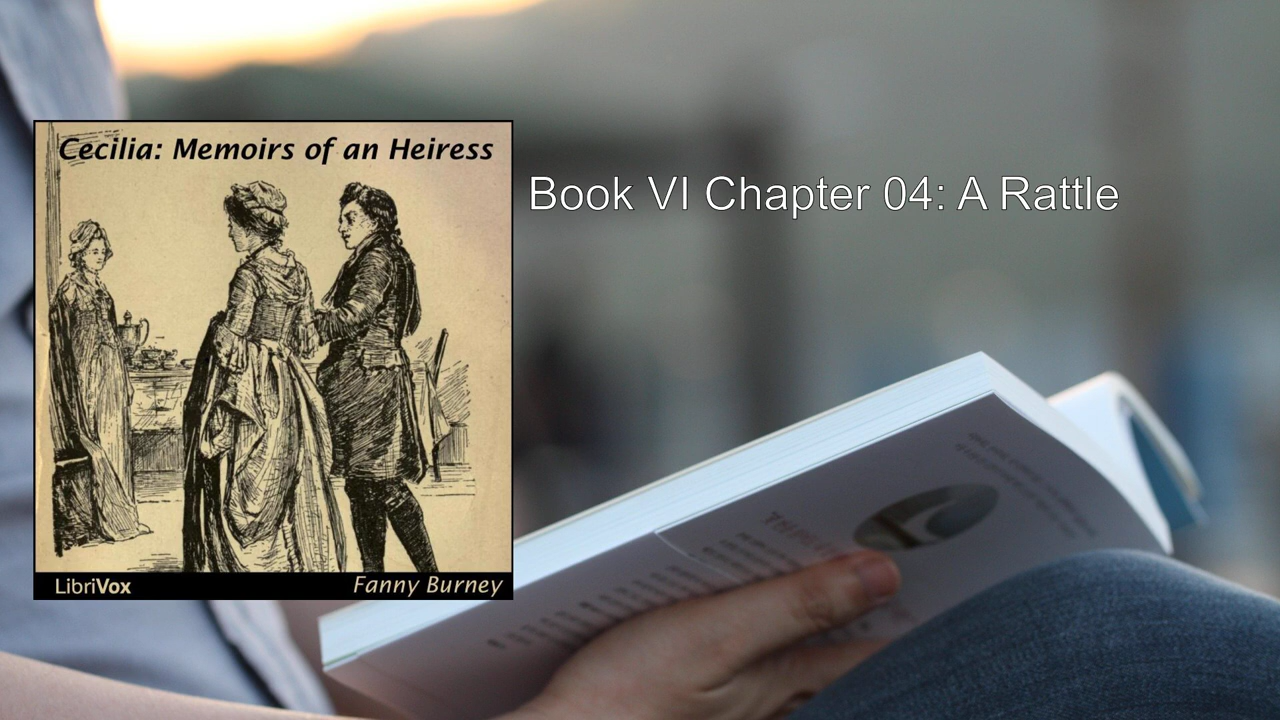 Cecilia: Memoirs of an Heiress
Book VI Chapter 04: A Rattle
LibriVox
Fanny Burney